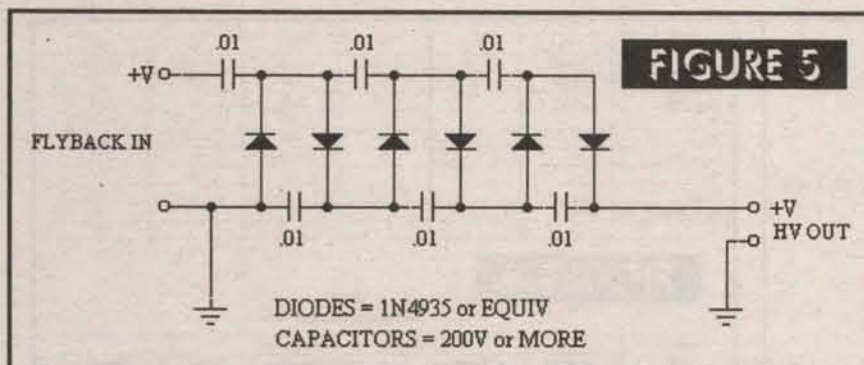 .01 .01 .01
FIGURE 5
+V
FLYBACK IN
+V
HV OUT
.01 .01 .01
DIODES = 1N4935 or EQUIV
CAPACITORS = 200V or MORE